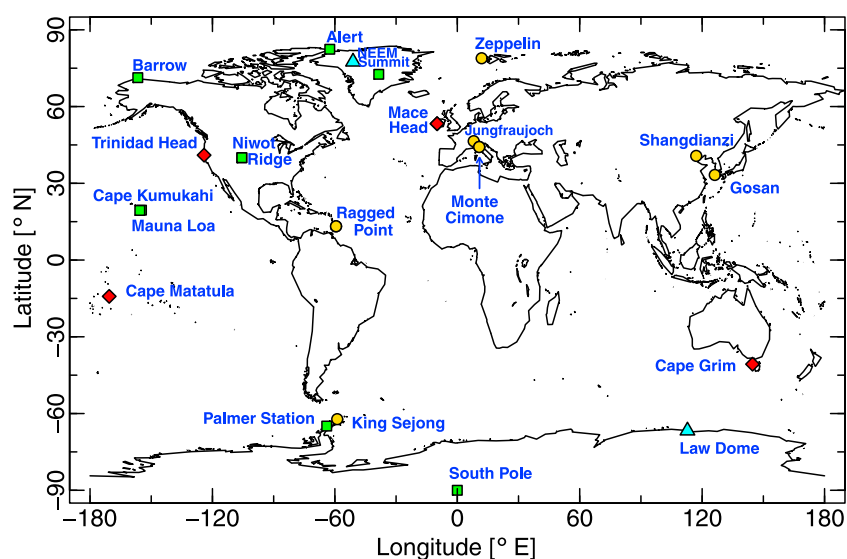 90
60
30
0
−30
−60
−90
Latitude [° N]
Alert
NEEM
Summit
Zeppelin
Barrow
Mace
Head
Jungfraujoch
Trinidad Head
Niwot
Ridge
Shangdianzi
Gosan
Monte
Cimone
Cape Kumukahi
Mauna Loa
Ragged
Point
Cape Matatula
Cape Grim
Palmer Station
King Sejong
Law Dome
South Pole
−180
−120
−60
0
60
120
180
Longitude [° E]